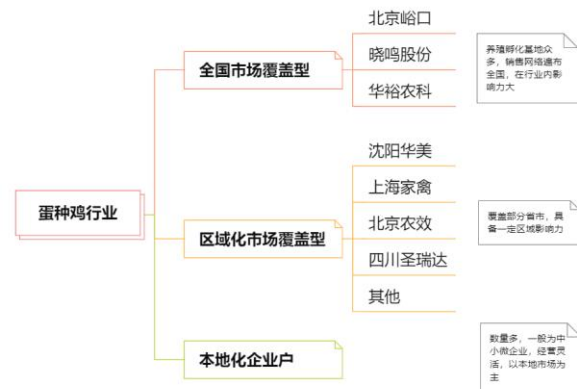 蛋种鸡行业
全国市场覆盖型
北京峪口
晓鸣股份
华裕农科
养殖孵化基地众
多，销售网络遍布
全国，在行业内影
响力大
区域化市场覆盖型
沈阳华美
上海家禽
北京农效
四川圣瑞达
其他
覆盖部分省市，具
备一定区域影响力
本地化企业户
数量多，一般为中
小微企业，经营灵
活，以本地市场为
主